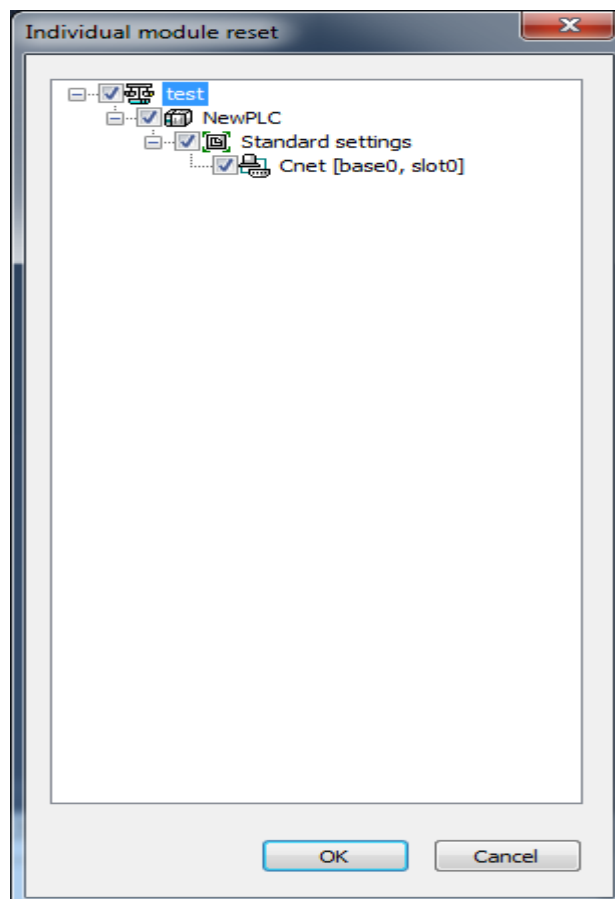 Individual module reset
test
NewPLC
Standard settings
Cnet [base0, slot0]
OK
Cancel